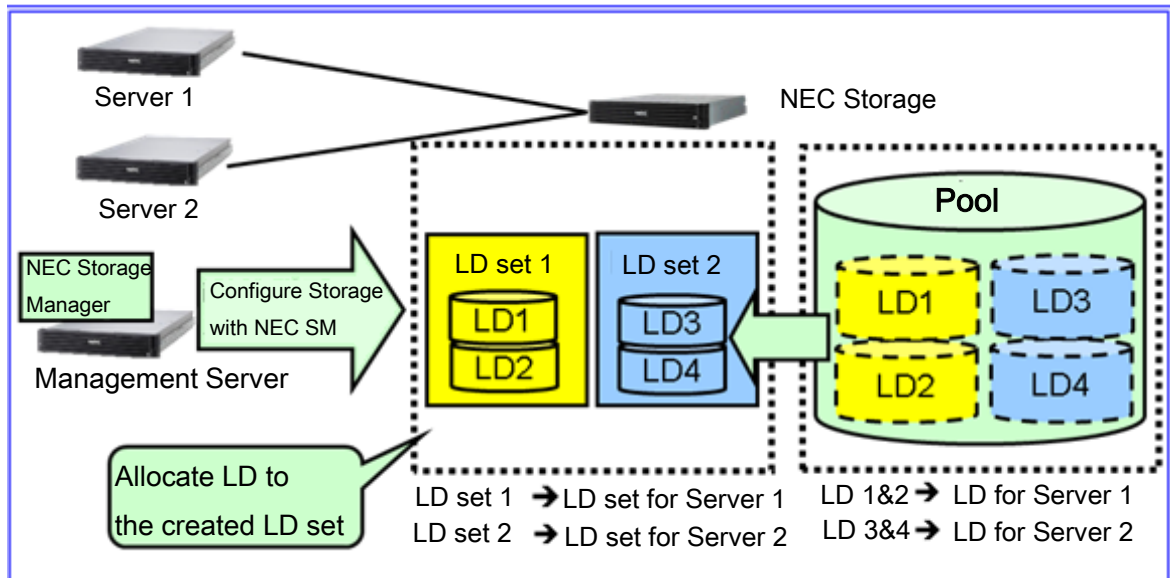 Server 1
NEC Storage
Server 2
Pool
NEC Storage
Manager
Configure Storage
with NEC SM
LD set 1
LD set 2
LD1
LD2
LD3
LD4
LD1
LD3
LD2
LD4
Management Server
Allocate LD to
the created LD set
LD set 1 → LD set for Server 1
LD set 2 → LD set for Server 2
LD 1&2 → LD for Server 1
LD 3&4 → LD for Server 2